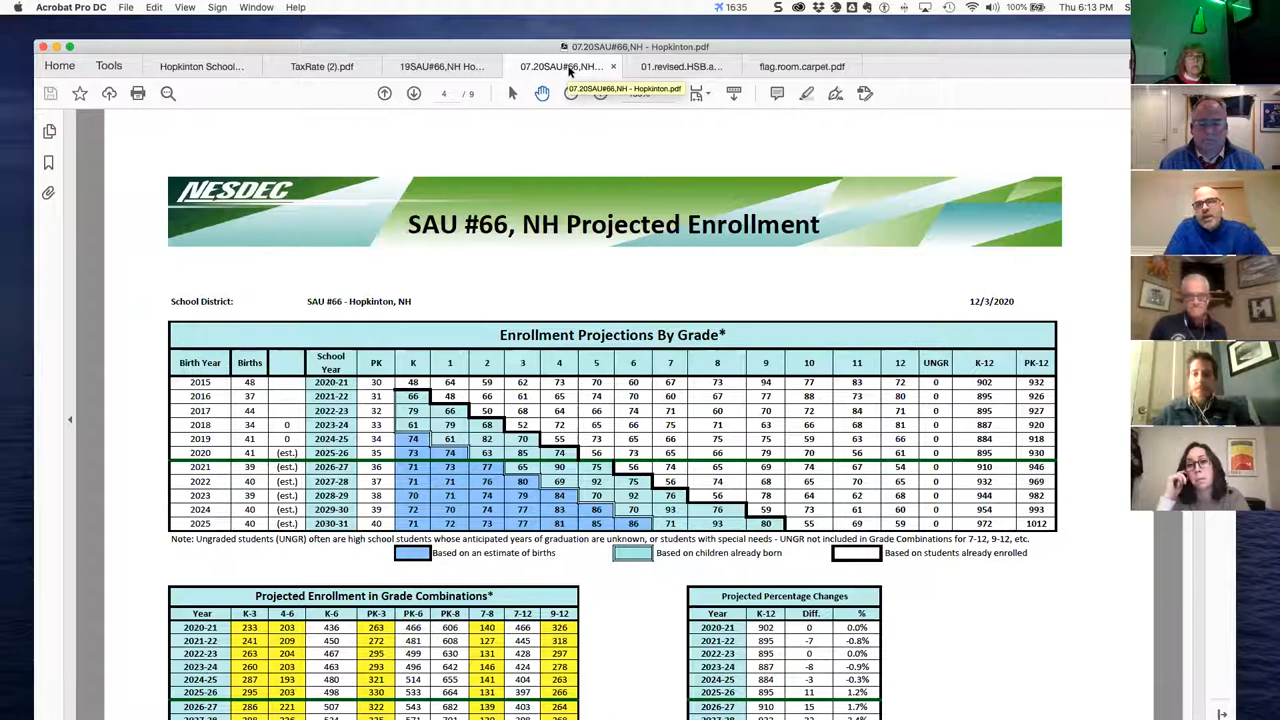 Acrobat Pro DC File Edit View Sign Window Help 16:35 100% Thu 6:13 PM
07.20SAU#66,NH - Hopkinton.pdf
Home Tools Hopkinton School... TaxRate (2).pdf 19SAU#66,NH Ho... 07.20SAU#66,NH... × 01.revised.HSB.a... flag.room.carpet.pdf
4 / 9
07.20SAU#66,NH - Hopkinton.pdf
NESDEC
SAU #66, NH Projected Enrollment
School District: SAU #66 - Hopkinton, NH 12/3/2020
Enrollment Projections By Grade*
Birth Year Births School Year PK K 1 2 3 4 5 6 7 8 9 10 11 12 UNGR K-12 PK-12
2015 48 2020-21 30 48 64 59 62 73 70 60 67 73 94 77 83 72 0 902 932
2016 37 2021-22 31 66 48 66 61 65 74 70 60 67 77 88 73 80 0 895 926
2017 44 2022-23 32 79 66 50 68 64 66 74 71 60 70 72 84 71 0 895 927
2018 34 0 2023-24 33 61 79 68 52 72 65 66 75 71 63 66 68 81 0 887 920
2019 41 0 2024-25 34 74 61 82 70 55 73 65 66 75 75 59 63 66 0 884 918
2020 41 (est.) 2025-26 35 73 74 63 85 74 56 73 65 66 79 70 56 61 0 895 930
2021 39 (est.) 2026-27 36 71 73 77 65 90 75 56 74 65 69 74 67 54 0 910 946
2022 40 (est.) 2027-28 37 71 71 76 80 69 92 75 56 74 68 65 70 65 0 932 969
2023 39 (est.) 2028-29 38 70 71 74 79 84 70 92 76 56 78 64 62 68 0 944 982
2024 40 (est.) 2029-30 39 72 70 74 77 83 86 70 93 76 59 73 61 60 0 954 993
2025 40 (est.) 2030-31 40 71 72 73 77 81 85 86 71 93 80 55 69 59 0 972 1012
Note: Ungraded students (UNGR) often are high school students whose anticipated years of graduation are unknown, or students with special needs - UNGR not included in Grade Combinations for 7-12, 9-12, etc.
Based on an estimate of births Based on children already born Based on students already enrolled
Projected Enrollment in Grade Combinations*
Year K-3 4-6 K-6 PK-3 PK-6 PK-8 7-8 7-12 9-12
2020-21 233 203 436 263 466 606 140 466 326
2021-22 241 209 450 272 481 608 127 445 318
2022-23 263 204 467 295 499 630 131 428 297
2023-24 260 203 463 293 496 642 146 424 278
2024-25 287 193 480 321 514 655 141 404 263
2025-26 295 203 498 330 533 664 131 397 266
2026-27 286 221 507 322 543 682 139 403 264
Projected Percentage Changes
Year K-12 Diff. %
2020-21 902 0 0.0%
2021-22 895 -7 -0.8%
2022-23 895 0 0.0%
2023-24 887 -8 -0.9%
2024-25 884 -3 -0.3%
2025-26 895 11 1.2%
2026-27 910 15 1.7%